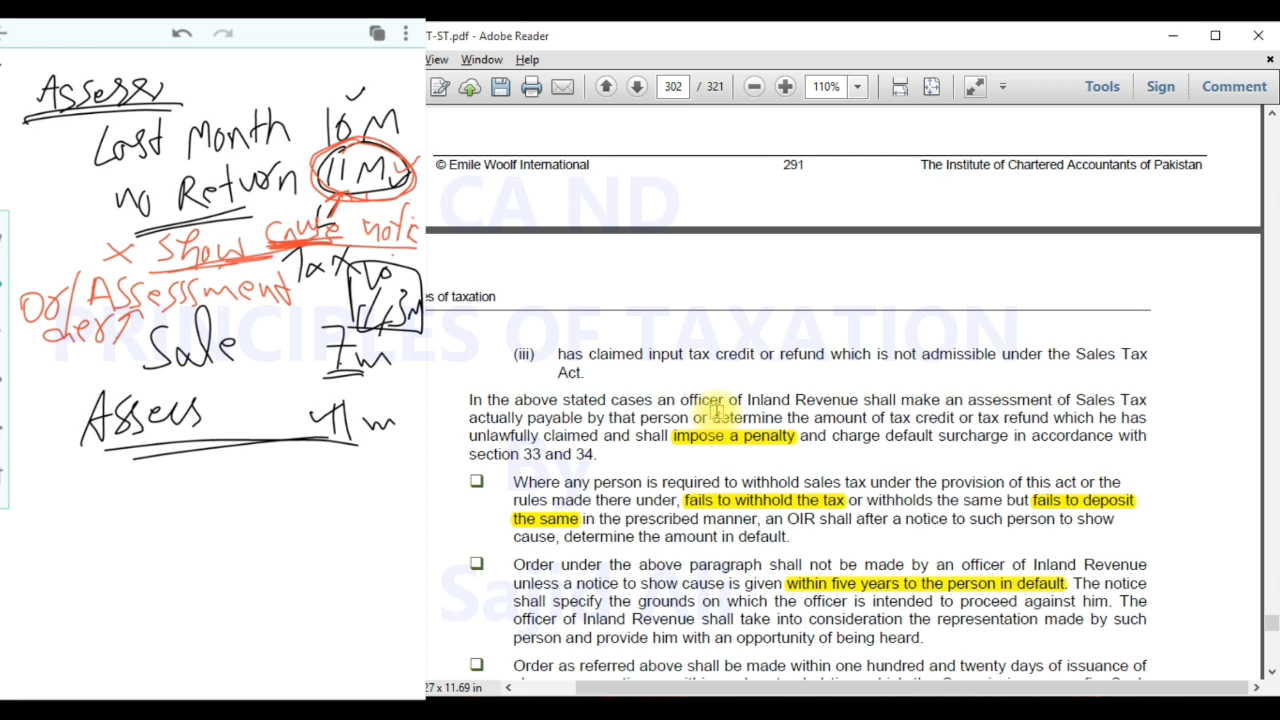 Assess
Last Month 10 M
no Return 11 M
x show cause notic
Tax
Or/Assessment
Sale 7m
Assess 11 m
T-ST.pdf - Adobe Reader
View Window Help
302 / 321 110% Tools Sign Comment
© Emile Woolf International 291 The Institute of Chartered Accountants of Pakistan
CA ND
es of taxation
PRINCIPLES OF TAXATION
(iii) has claimed input tax credit or refund which is not admissible under the Sales Tax
Act.
In the above stated cases an officer of Inland Revenue shall make an assessment of Sales Tax
actually payable by that person or determine the amount of tax credit or tax refund which he has
unlawfully claimed and shall impose a penalty and charge default surcharge in accordance with
section 33 and 34.
By
❑ Where any person is required to withhold sales tax under the provision of this act or the
rules made there under, fails to withhold the tax or withholds the same but fails to deposit
the same in the prescribed manner, an OIR shall after a notice to such person to show
cause, determine the amount in default.
❑ Order under the above paragraph shall not be made by an officer of Inland Revenue
unless a notice to show cause is given within five years to the person in default. The notice
shall specify the grounds on which the officer is intended to proceed against him. The
officer of Inland Revenue shall take into consideration the representation made by such
person and provide him with an opportunity of being heard.
❑ Order as referred above shall be made within one hundred and twenty days of issuance of
27 x 11.69 in